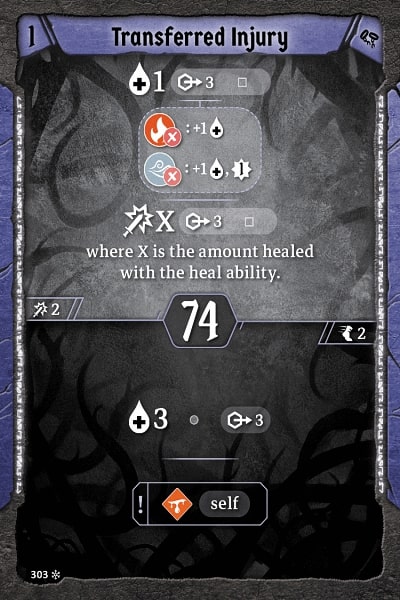 1 Transferred Injury
1 3
: +1
: +1 ,
X 3
where X is the amount healed
with the heal ability.
2 74 2
3 3
! self
303